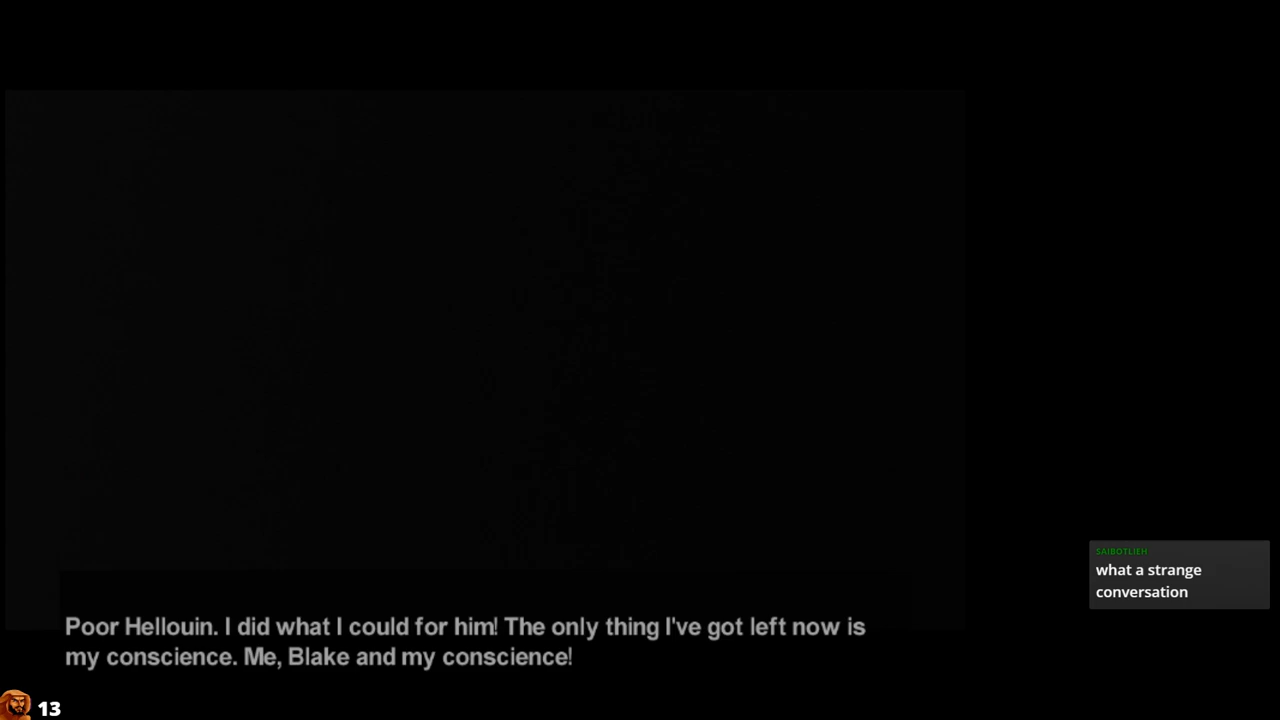 SAIBOTLIEH
what a strange
conversation
Poor Hellouin. I did what I could for him! The only thing I've got left now is
my conscience. Me, Blake and my conscience!
13